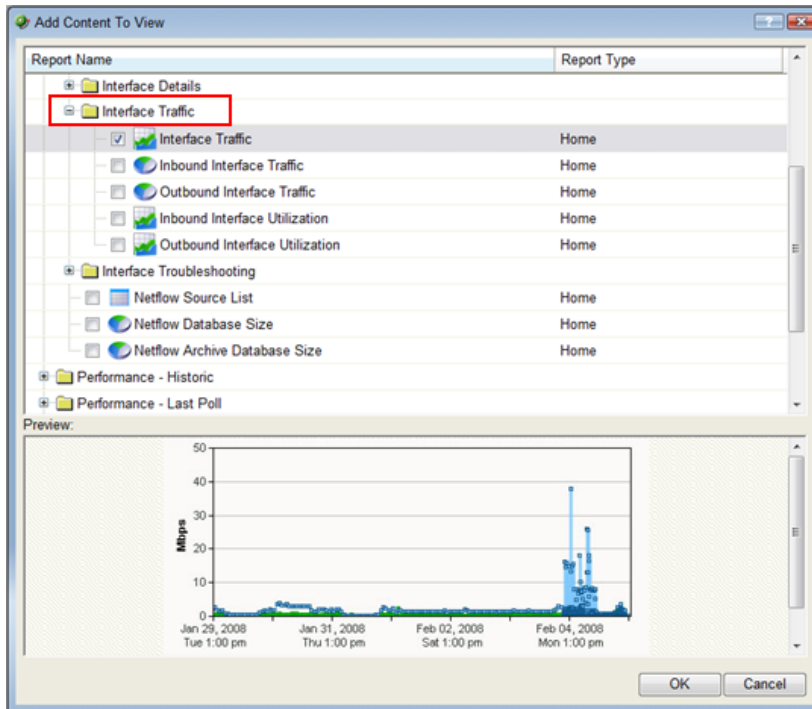 Add Content To View
Report Name Report Type
Interface Details
Interface Traffic
Interface Traffic Home
Inbound Interface Traffic Home
Outbound Interface Traffic Home
Inbound Interface Utilization Home
Outbound Interface Utilization Home
Interface Troubleshooting
Netflow Source List Home
Netflow Database Size Home
Netflow Archive Database Size Home
Performance - Historic
Performance - Last Poll
Preview:
50
40
30
20
10
0
Mbps
Jan 29, 2008 Jan 31, 2008 Feb 02, 2008 Feb 04, 2008
Tue 1:00 pm Thu 1:00 pm Sat 1:00 pm Mon 1:00 pm
OK Cancel